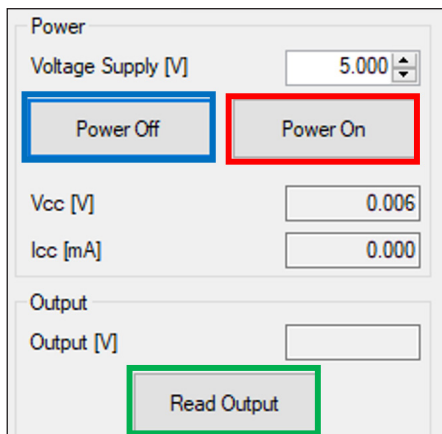 Power
Voltage Supply [V] 5.000
Power Off Power On
Vcc [V] 0.006
Icc [mA] 0.000
Output
Output [V]
Read Output